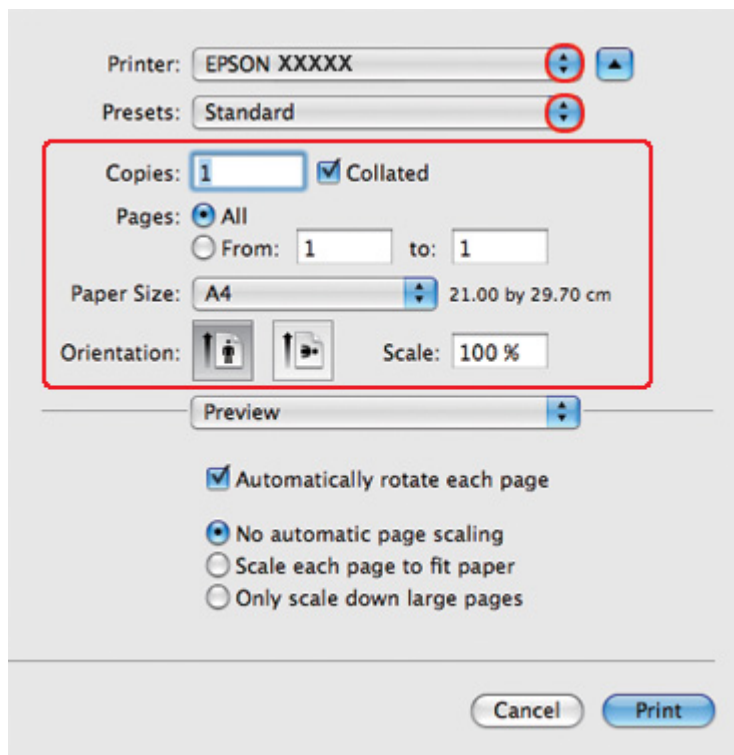 Printer: EPSON XXXXX
Presets: Standard
Copies: 1 Collated
Pages: All
From: 1 to: 1
Paper Size: A4 21.00 by 29.70 cm
Orientation: Scale: 100 %
Preview
Automatically rotate each page
No automatic page scaling
Scale each page to fit paper
Only scale down large pages
Cancel Print